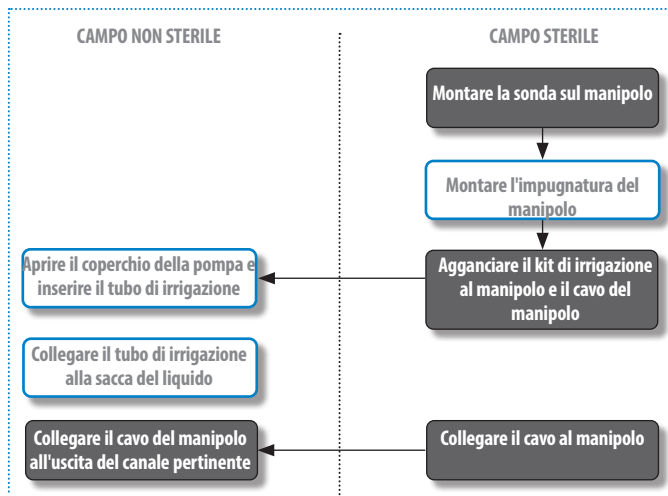 CAMPO NON STERILE
CAMPO STERILE
Montare la sonda sul manipolo
Montare l'impugnatura del
manipolo
Aprire il coperchio della pompa e
inserire il tubo di irrigazione
Agganciare il kit di irrigazione
al manipolo e il cavo del
manipolo
Collegare il tubo di irrigazione
alla sacca del liquido
Collegare il cavo del manipolo
all'uscita del canale pertinente
Collegare il cavo al manipolo